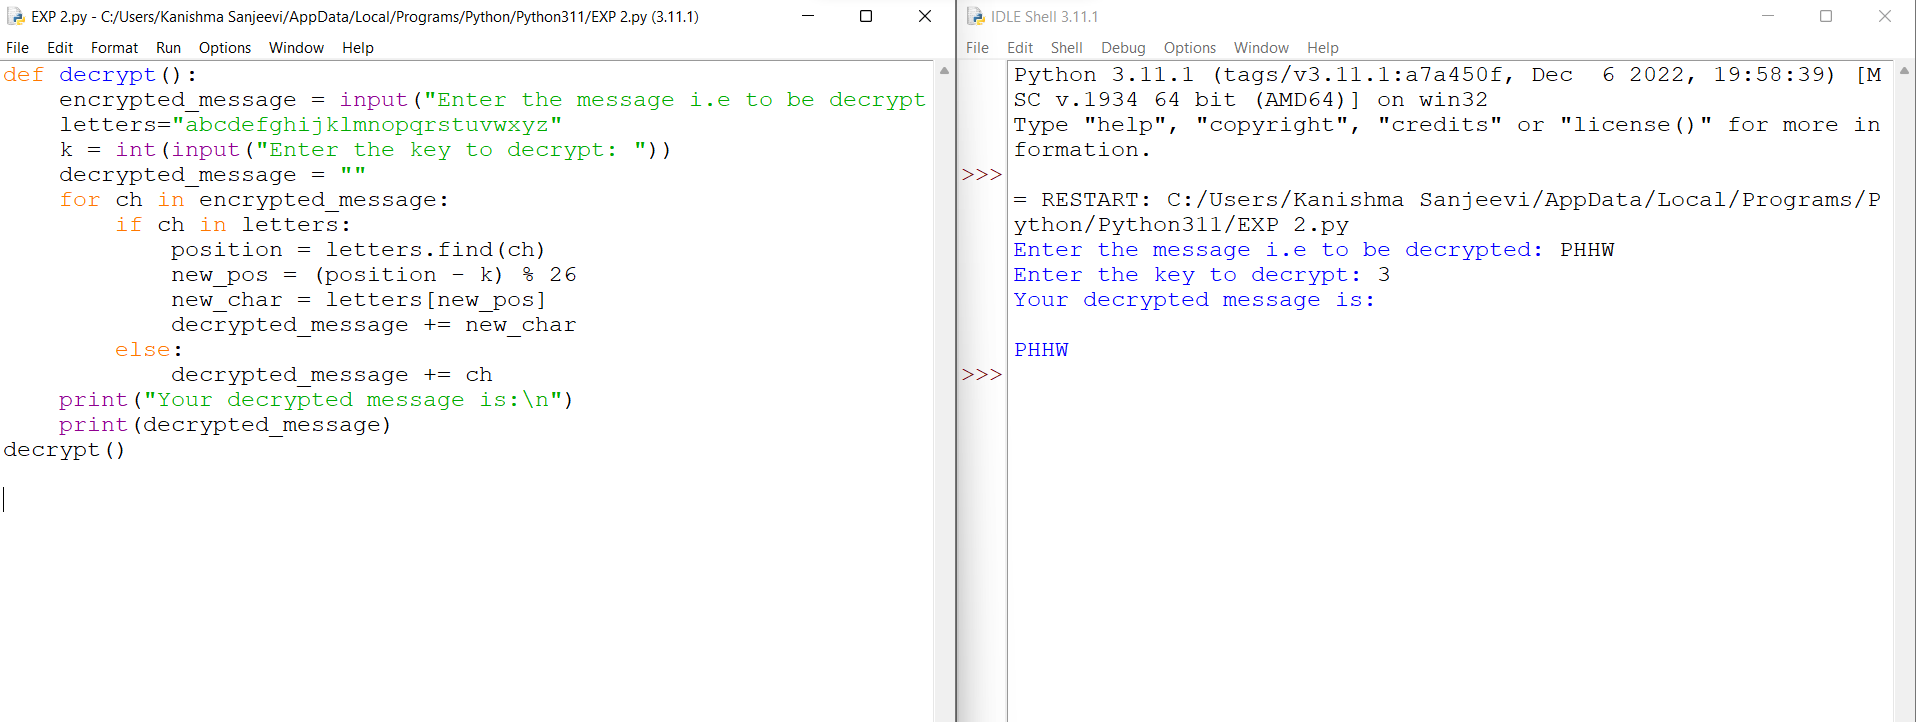 EXP 2.py - C:/Users/Kanishma Sanjeevi/AppData/Local/Programs/Python/Python311/EXP 2.py (3.11.1)
File Edit Format Run Options Window Help
def decrypt():
    encrypted_message = input("Enter the message i.e to be decrypt
    letters="abcdefghijklmnopqrstuvwxyz"
    k = int(input("Enter the key to decrypt: "))
    decrypted_message = ""
    for ch in encrypted_message:
        if ch in letters:
            position = letters.find(ch)
            new_pos = (position - k) % 26
            new_char = letters[new_pos]
            decrypted_message += new_char
        else:
            decrypted_message += ch
    print("Your decrypted message is:\n")
    print(decrypted_message)
decrypt()
IDLE Shell 3.11.1
File Edit Shell Debug Options Window Help
Python 3.11.1 (tags/v3.11.1:a7a450f, Dec  6 2022, 19:58:39) [M
SC v.1934 64 bit (AMD64)] on win32
Type "help", "copyright", "credits" or "license()" for more in
formation.
>>>
= RESTART: C:/Users/Kanishma Sanjeevi/AppData/Local/Programs/P
ython/Python311/EXP 2.py
Enter the message i.e to be decrypted: PHHW
Enter the key to decrypt: 3
Your decrypted message is:
PHHW
>>>